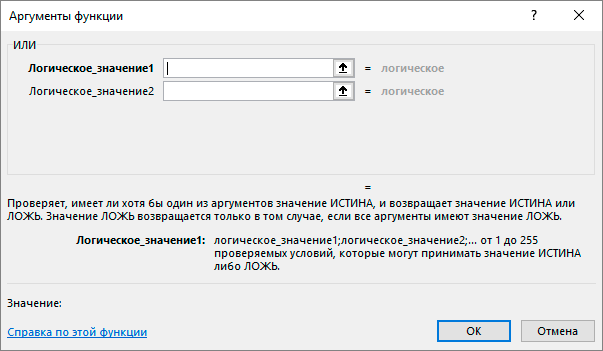 Аргументы функции
ИЛИ
Логическое_значение1 = логическое
Логическое_значение2 = логическое
=
Проверяет, имеет ли хотя бы один из аргументов значение ИСТИНА, и возвращает значение ИСТИНА или
ЛОЖЬ. Значение ЛОЖЬ возвращается только в том случае, если все аргументы имеют значение ЛОЖЬ.
Логическое_значение1: логическое_значение1;логическое_значение2;... от 1 до 255
проверяемых условий, которые могут принимать значение ИСТИНА
либо ЛОЖЬ.
Значение:
Справка по этой функции
ОК
Отмена